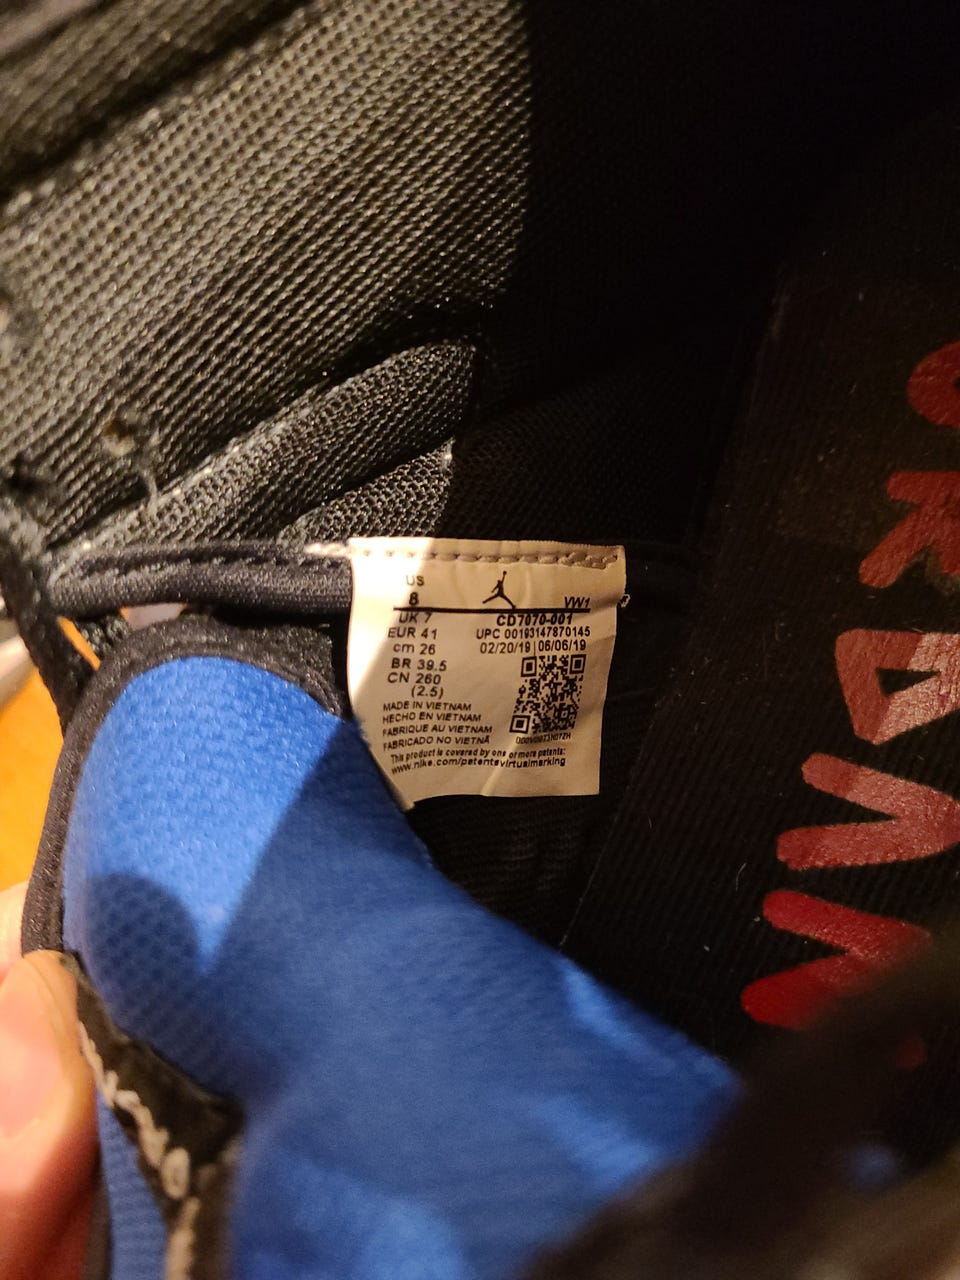 US
8
VW1
UK 7
CD7070-001
EUR 41
UPC 00193147870145
cm 26
02/20/19 | 06/06/19
BR 39.5
CN 260
(2.5)
MADE IN VIETNAM
HECHO EN VIETNAM
FABRIQUE AU VIETNAM
FABRICADO NO VIETNÃ
This product is covered by one or more patents:
www.nike.com/patentsvirtualmarking